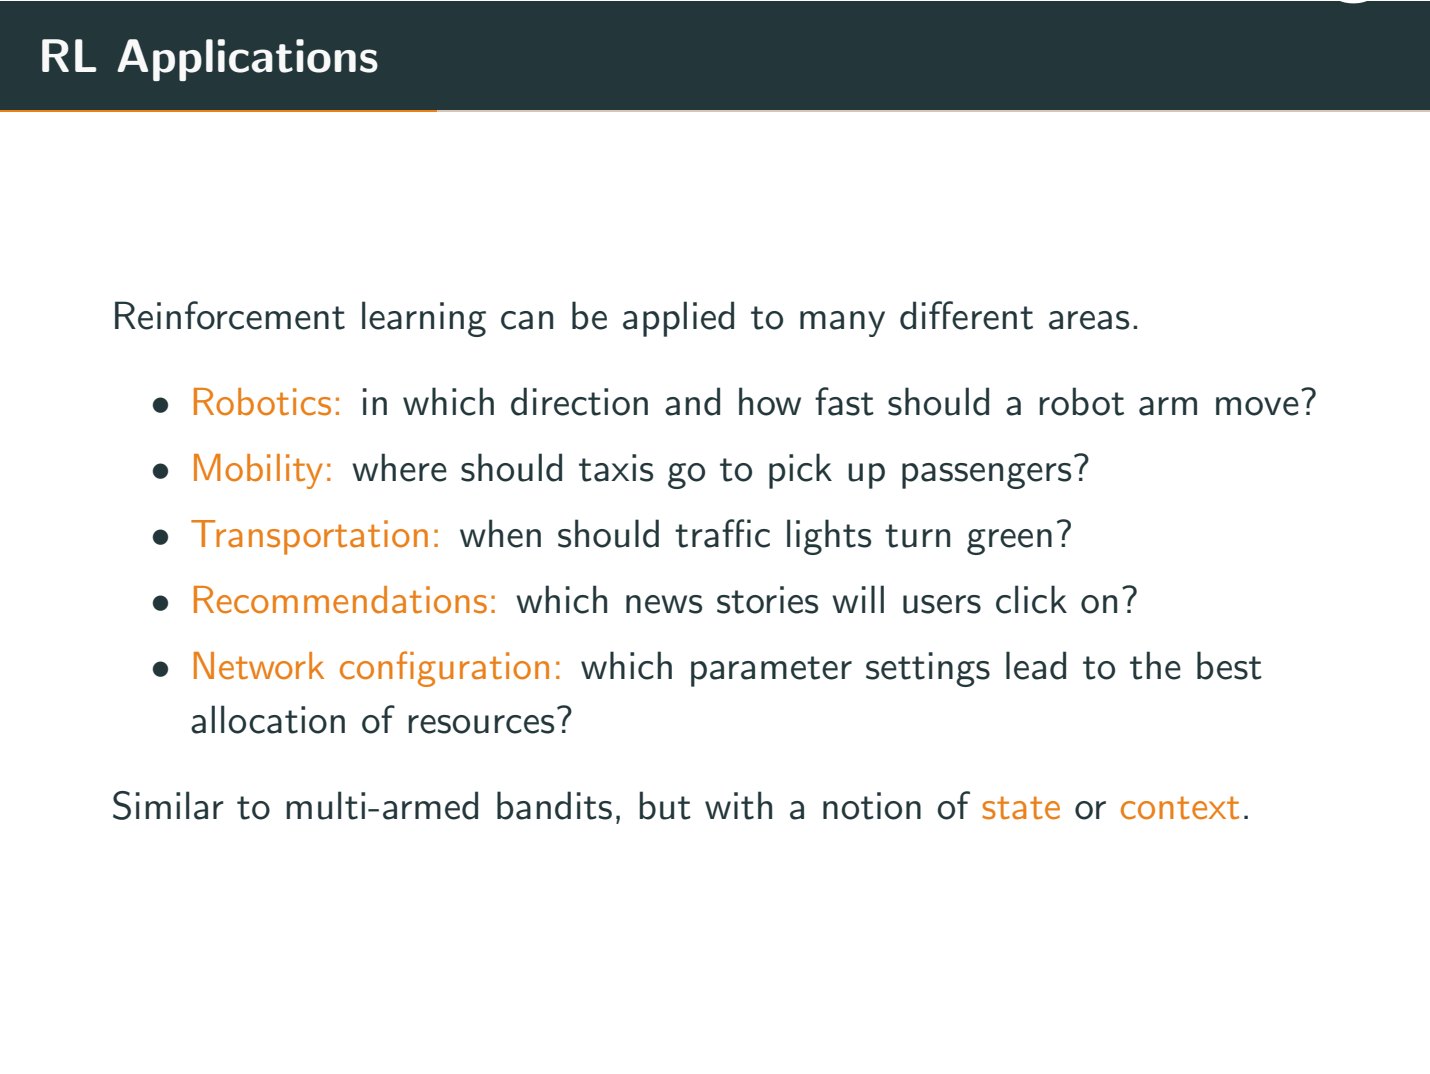 RL Applications
Reinforcement learning can be applied to many different areas.
• Robotics: in which direction and how fast should a robot arm move?
• Mobility: where should taxis go to pick up passengers?
• Transportation: when should traffic lights turn green?
• Recommendations: which news stories will users click on?
• Network configuration: which parameter settings lead to the best
allocation of resources?
Similar to multi-armed bandits, but with a notion of state or context.